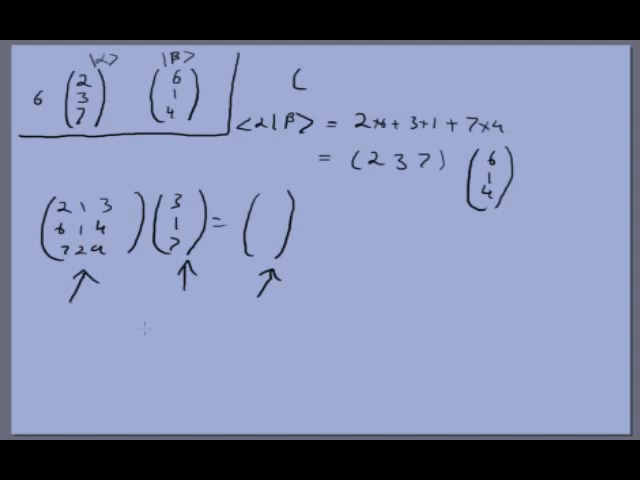 |α> |β>
6 (2 3 7) (6 1 4) (
<α|β> = 2×6 + 3×1 + 7×4
= (2 3 7) (6 1 4)
(2 1 3 6 1 4 7 2 4) (3 1 7) = ( )